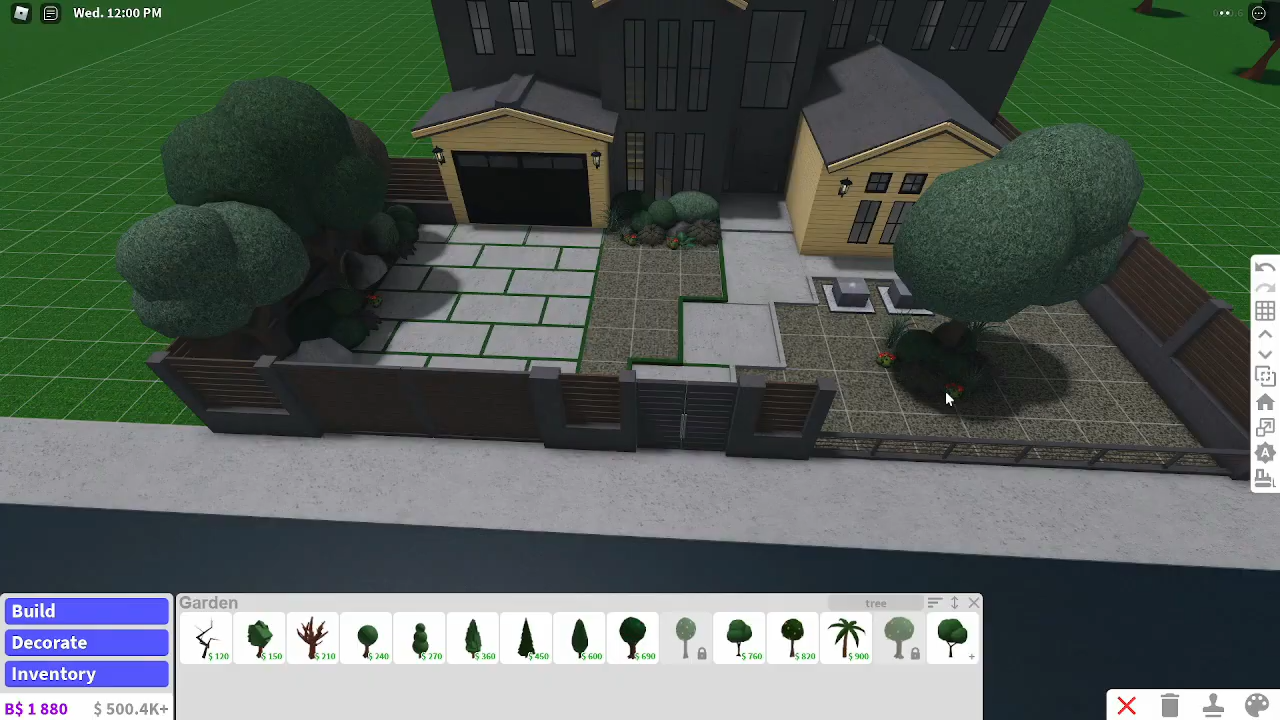 Wed. 12:00 PM
Build
Decorate
Inventory
B$ 1 880 $ 500.4K+
Garden
tree
$ 120 $ 150 $ 210 $ 240 $ 270 $ 360 $ 450 $ 600 $ 690 $ 760 $ 820 $ 900 +
A
L